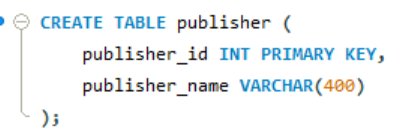 CREATE TABLE publisher (
    publisher_id INT PRIMARY KEY,
    publisher_name VARCHAR(400)
);